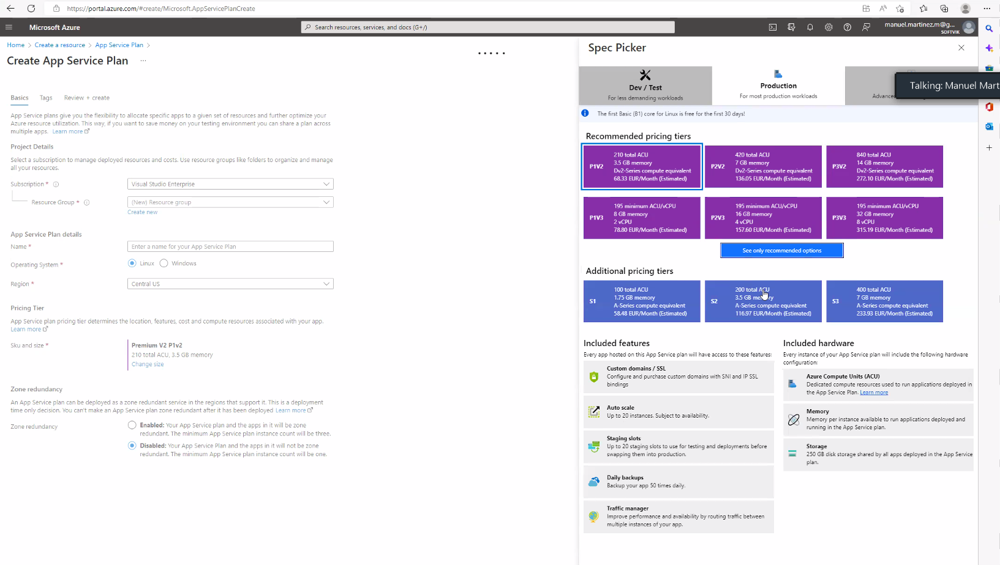 https://portal.azure.com/#create/Microsoft.AppServicePlanCreate
Microsoft Azure
Search resources, services, and docs (G+/)
manuel.martinez.m@g...
SOFTVIK
Home
Create a resource
App Service Plan
Create App Service Plan
...
Basics
Tags
Review + create
App Service plans give you the flexibility to allocate specific apps to a given set of resources and further optimize your
Azure resource utilization. This way, if you want to save money on your testing environment you can share a plan across
multiple apps. Learn more
Project Details
Select a subscription to manage deployed resources and costs. Use resource groups like folders to organize and manage
all your resources.
Subscription *
Visual Studio Enterprise
Resource Group *
(New) Resource group
Create new
App Service Plan details
Name *
Enter a name for your App Service Plan
Operating System *
Linux
Windows
Region *
Central US
Pricing Tier
App Service plan pricing tier determines the location, features, cost and compute resources associated with your app.
Learn more
Sku and size *
Premium V2 P1v2
210 total ACU, 3.5 GB memory
Change size
Zone redundancy
An App Service plan can be deployed as a zone redundant service in the regions that support it. This is a deployment
time only decision. You can't make an App Service plan zone redundant after it has been deployed Learn more
Zone redundancy
Enabled: Your App Service plan and the apps in it will be zone
redundant. The minimum App Service plan instance count will be three.
Disabled: Your App Service Plan and the apps in it will not be zone
redundant. The minimum App Service plan instance count will be one.
Spec Picker
Dev / Test
For less demanding workloads
Production
For most production workloads
Talking: Manuel Mart
The first Basic (B1) core for Linux is free for the first 30 days!
Recommended pricing tiers
P1V2
210 total ACU
3.5 GB memory
Dv2-Series compute equivalent
68.33 EUR/Month (Estimated)
P2V2
420 total ACU
7 GB memory
Dv2-Series compute equivalent
136.05 EUR/Month (Estimated)
P3V2
840 total ACU
14 GB memory
Dv2-Series compute equivalent
272.10 EUR/Month (Estimated)
P1V3
195 minimum ACU/vCPU
8 GB memory
2 vCPU
78.80 EUR/Month (Estimated)
P2V3
195 minimum ACU/vCPU
16 GB memory
4 vCPU
157.60 EUR/Month (Estimated)
P3V3
195 minimum ACU/vCPU
32 GB memory
8 vCPU
315.19 EUR/Month (Estimated)
See only recommended options
Additional pricing tiers
S1
100 total ACU
1.75 GB memory
A-Series compute equivalent
58.48 EUR/Month (Estimated)
S2
200 total ACU
3.5 GB memory
A-Series compute equivalent
116.97 EUR/Month (Estimated)
S3
400 total ACU
7 GB memory
A-Series compute equivalent
233.93 EUR/Month (Estimated)
Included features
Every app hosted on this App Service plan will have access to these features:
Custom domains / SSL
Configure and purchase custom domains with SNI and IP SSL
bindings
Auto scale
Up to 20 instances. Subject to availability.
Staging slots
Up to 20 staging slots to use for testing and deployments before
swapping them into production.
Daily backups
Backup your app 50 times daily.
Traffic manager
Improve performance and availability by routing traffic between
multiple instances of your app.
Included hardware
Every instance of your App Service plan will include the following hardware
configuration:
Azure Compute Units (ACU)
Dedicated compute resources used to run applications deployed in
the App Service Plan. Learn more
Memory
Memory per instance available to run applications deployed and
running in the App Service plan.
Storage
250 GB disk storage shared by all apps deployed in the App Service
plan.